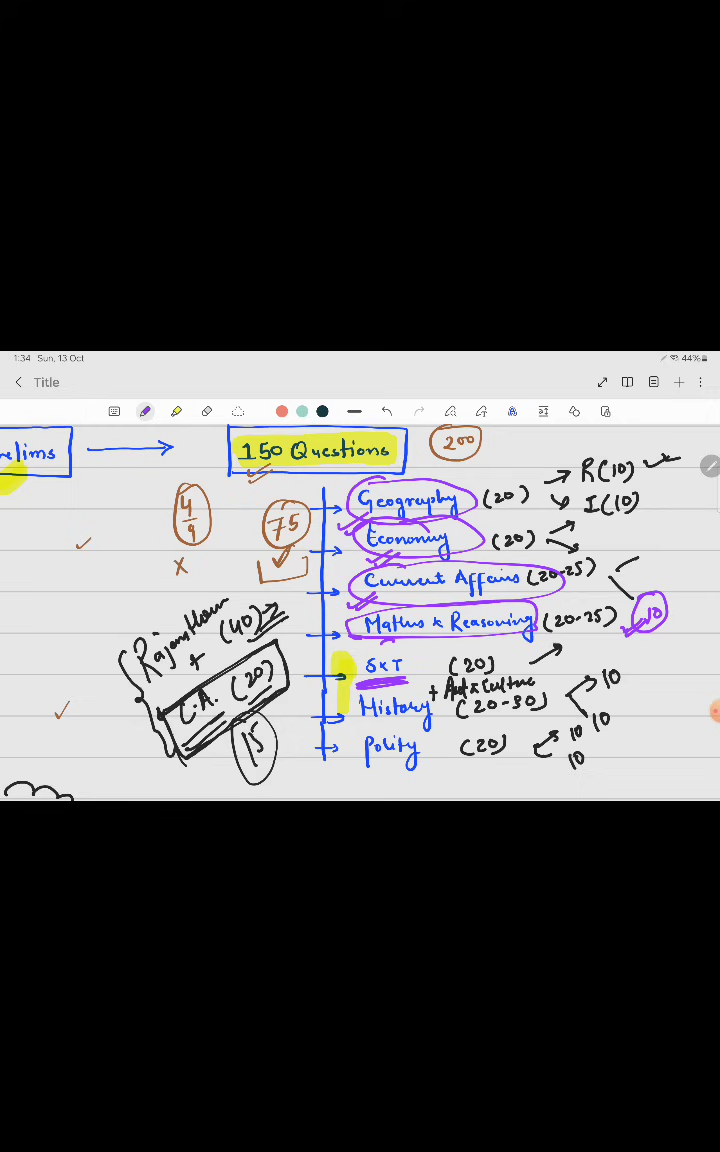 1:34 Sun, 13 Oct
44%
Title
relims
150 Questions
200
4/9
75
x
Geography (20)
R(10)
I(10)
Economy (20)
Current Affairs (20-25)
Maths & Reasoning (20-25)
10
S&T (20)
+ Art & Culture
History (20-30)
10
10
Polity (20)
10
10
Rajasthan (40)
+
C.A. (20)
15